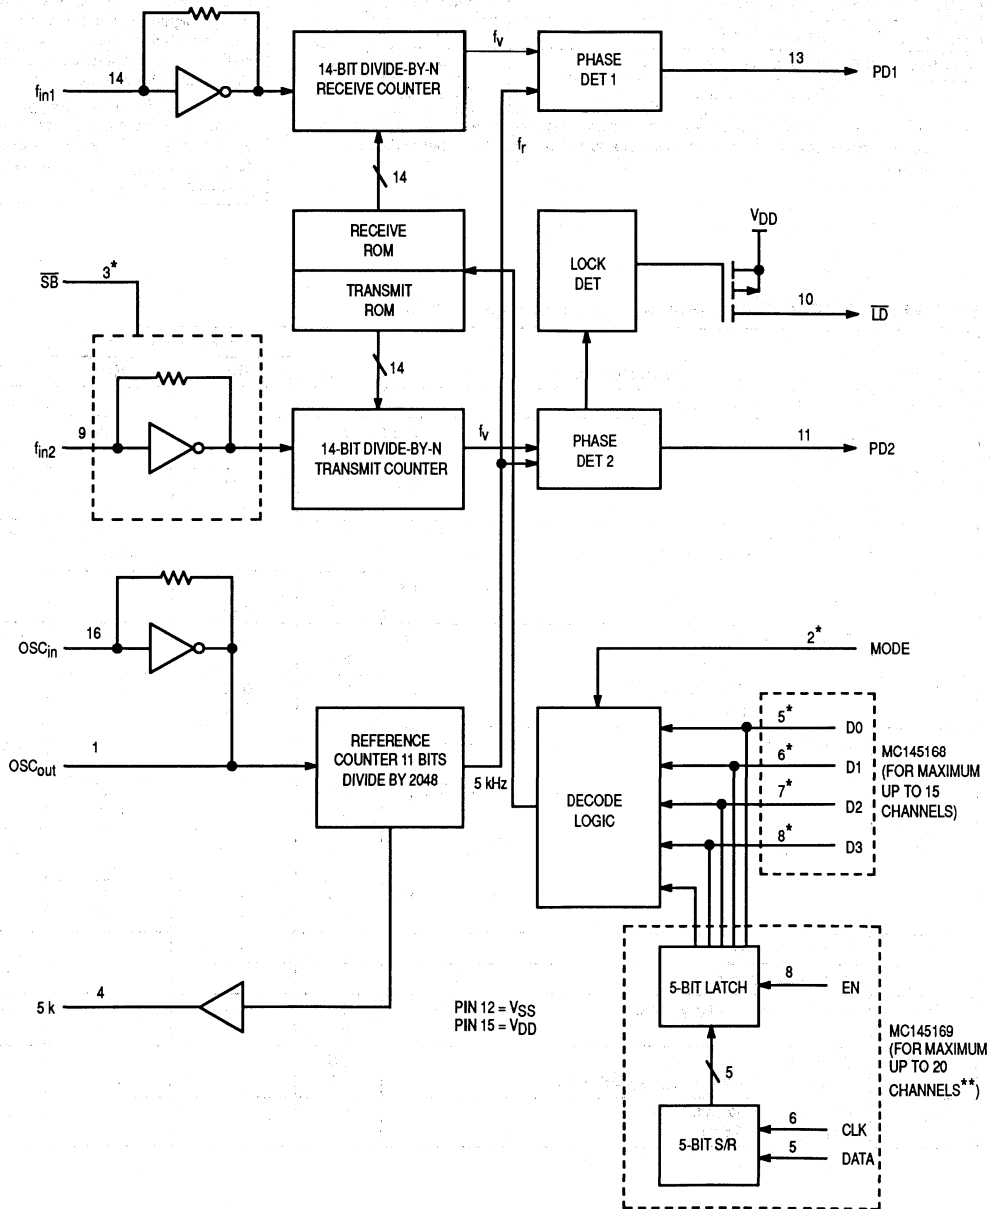 14
f_in1
14-BIT DIVIDE-BY-N
RECEIVE COUNTER
f_v
PHASE
DET 1
13
PD1
f_r
14
RECEIVE
ROM
TRANSMIT
ROM
14
S̅B̅
3*
LOCK
DET
V_DD
10
L̅D̅
9
f_in2
14-BIT DIVIDE-BY-N
TRANSMIT COUNTER
f_v
PHASE
DET 2
11
PD2
OSC_in
16
OSC_out
1
REFERENCE
COUNTER 11 BITS
DIVIDE BY 2048
5 kHz
2*
MODE
DECODE
LOGIC
5*
D0
6*
D1
7*
D2
8*
D3
MC145168
(FOR MAXIMUM
UP TO 15
CHANNELS)
5 k
4
PIN 12 = V_SS
PIN 15 = V_DD
5-BIT LATCH
8
EN
5
5-BIT S/R
6
CLK
5
DATA
MC145169
(FOR MAXIMUM
UP TO 20
CHANNELS**)